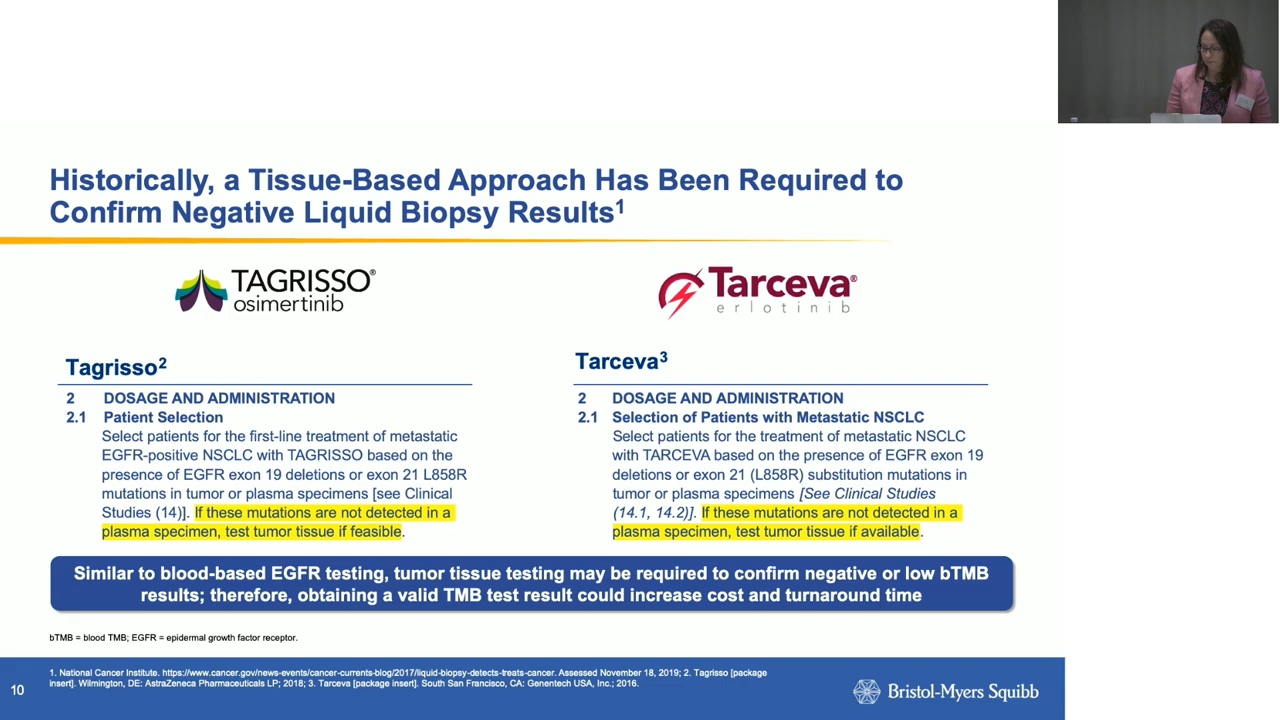 Historically, a Tissue-Based Approach Has Been Required to
Confirm Negative Liquid Biopsy Results1
TAGRISSO®
osimertinib
Tarceva®
erlotinib
Tagrisso2
2 DOSAGE AND ADMINISTRATION
2.1 Patient Selection
Select patients for the first-line treatment of metastatic
EGFR-positive NSCLC with TAGRISSO based on the
presence of EGFR exon 19 deletions or exon 21 L858R
mutations in tumor or plasma specimens [see Clinical
Studies (14)]. If these mutations are not detected in a
plasma specimen, test tumor tissue if feasible.
Tarceva3
2 DOSAGE AND ADMINISTRATION
2.1 Selection of Patients with Metastatic NSCLC
Select patients for the treatment of metastatic NSCLC
with TARCEVA based on the presence of EGFR exon 19
deletions or exon 21 (L858R) substitution mutations in
tumor or plasma specimens [See Clinical Studies
(14.1, 14.2)]. If these mutations are not detected in a
plasma specimen, test tumor tissue if available.
Similar to blood-based EGFR testing, tumor tissue testing may be required to confirm negative or low bTMB
results; therefore, obtaining a valid TMB test result could increase cost and turnaround time
bTMB = blood TMB; EGFR = epidermal growth factor receptor.
1. National Cancer Institute. https://www.cancer.gov/news-events/cancer-currents-blog/2017/liquid-biopsy-detects-treats-cancer. Assessed November 18, 2019; 2. Tagrisso [package
insert]. Wilmington, DE: AstraZeneca Pharmaceuticals LP; 2018; 3. Tarceva [package insert]. South San Francisco, CA: Genentech USA, Inc.; 2016.
10
Bristol-Myers Squibb